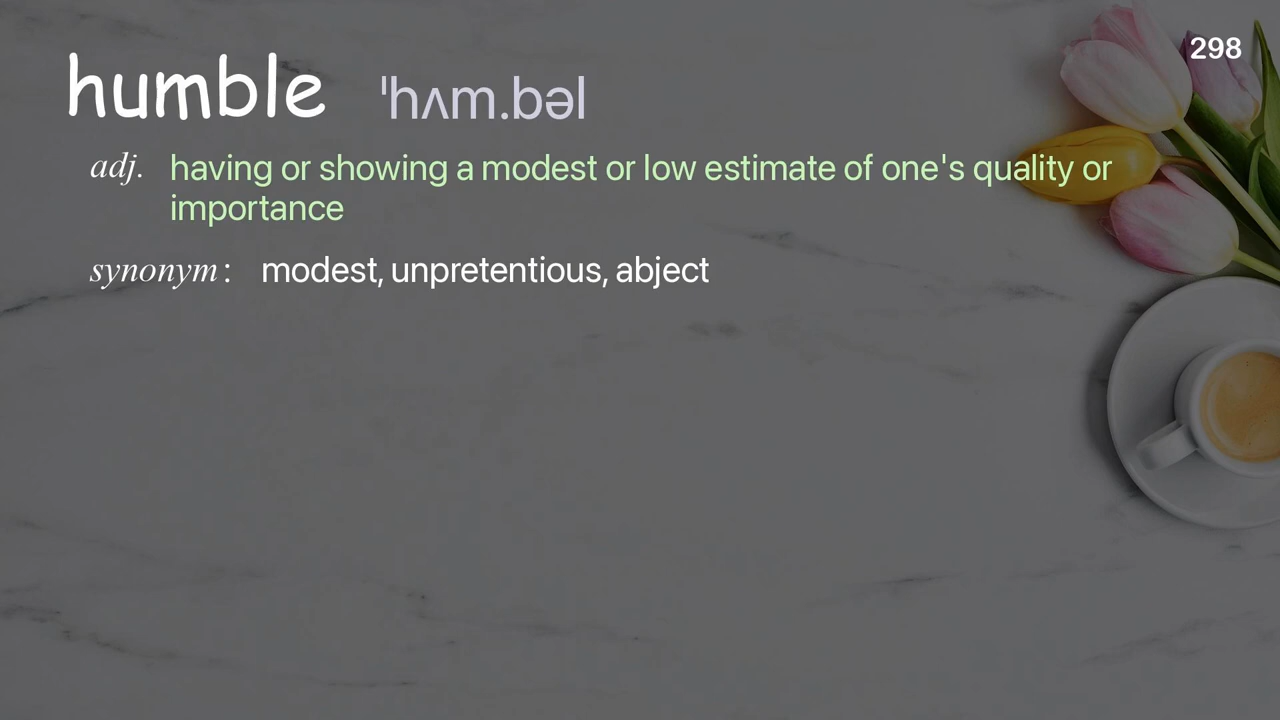 298
humble ˈhʌm.bəl
adj. having or showing a modest or low estimate of one's quality or
importance
synonym: modest, unpretentious, abject